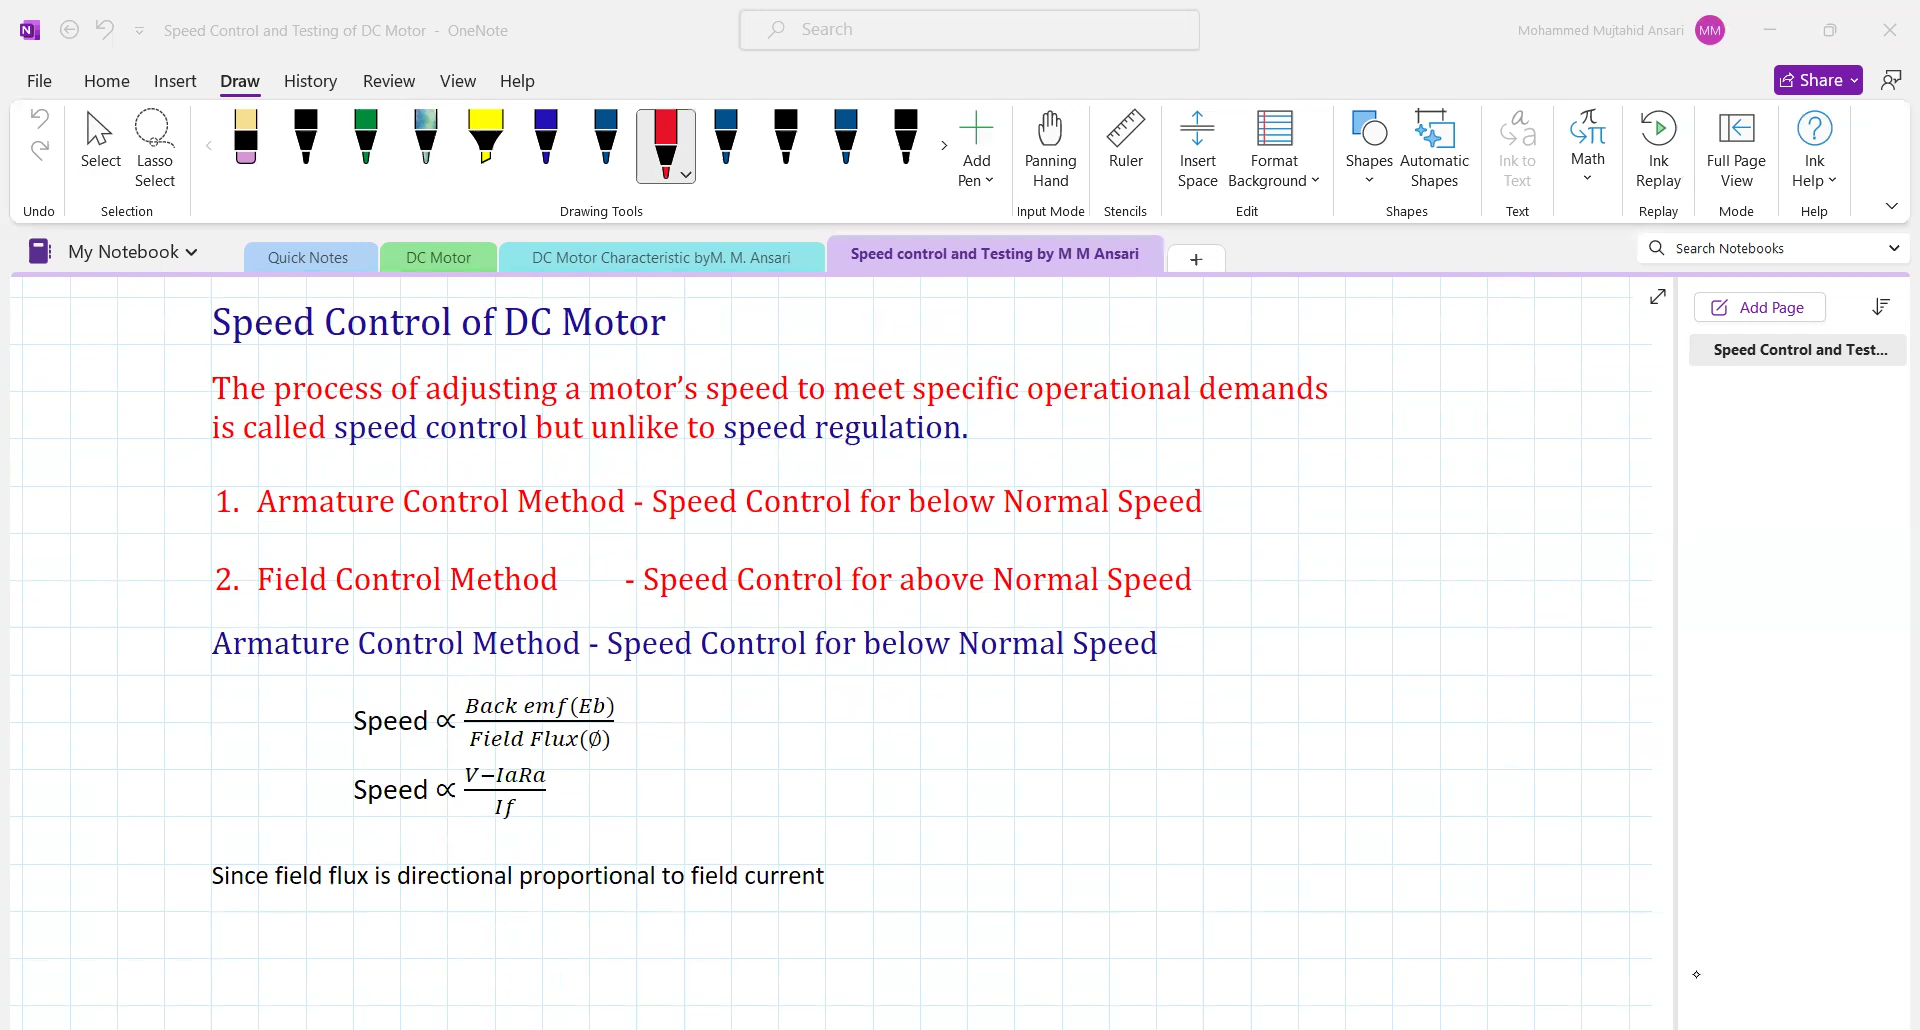 Speed Control and Testing of DC Motor - OneNote
Search
Mohammed Mujtahid Ansari
MM
File
Home
Insert
Draw
History
Review
View
Help
Share
Select
Lasso
Select
Add
Pen
Panning
Hand
Ruler
Insert
Space
Format
Background
Shapes
Automatic
Shapes
Ink to
Text
Math
Ink
Replay
Full Page
View
Ink
Help
Undo
Selection
Drawing Tools
Input Mode
Stencils
Edit
Shapes
Text
Replay
Mode
Help
My Notebook
Quick Notes
DC Motor
DC Motor Characteristic byM. M. Ansari
Speed control and Testing by M M Ansari
+
Search Notebooks
Add Page
Speed Control and Test...
Speed Control of DC Motor
The process of adjusting a motor’s speed to meet specific operational demands
is called speed control but unlike to speed regulation.
1. Armature Control Method - Speed Control for below Normal Speed
2. Field Control Method - Speed Control for above Normal Speed
Armature Control Method - Speed Control for below Normal Speed
Speed ∝ Back emf(Eb)
Field Flux(∅)
Speed ∝ V−IaRa
If
Since field flux is directional proportional to field current